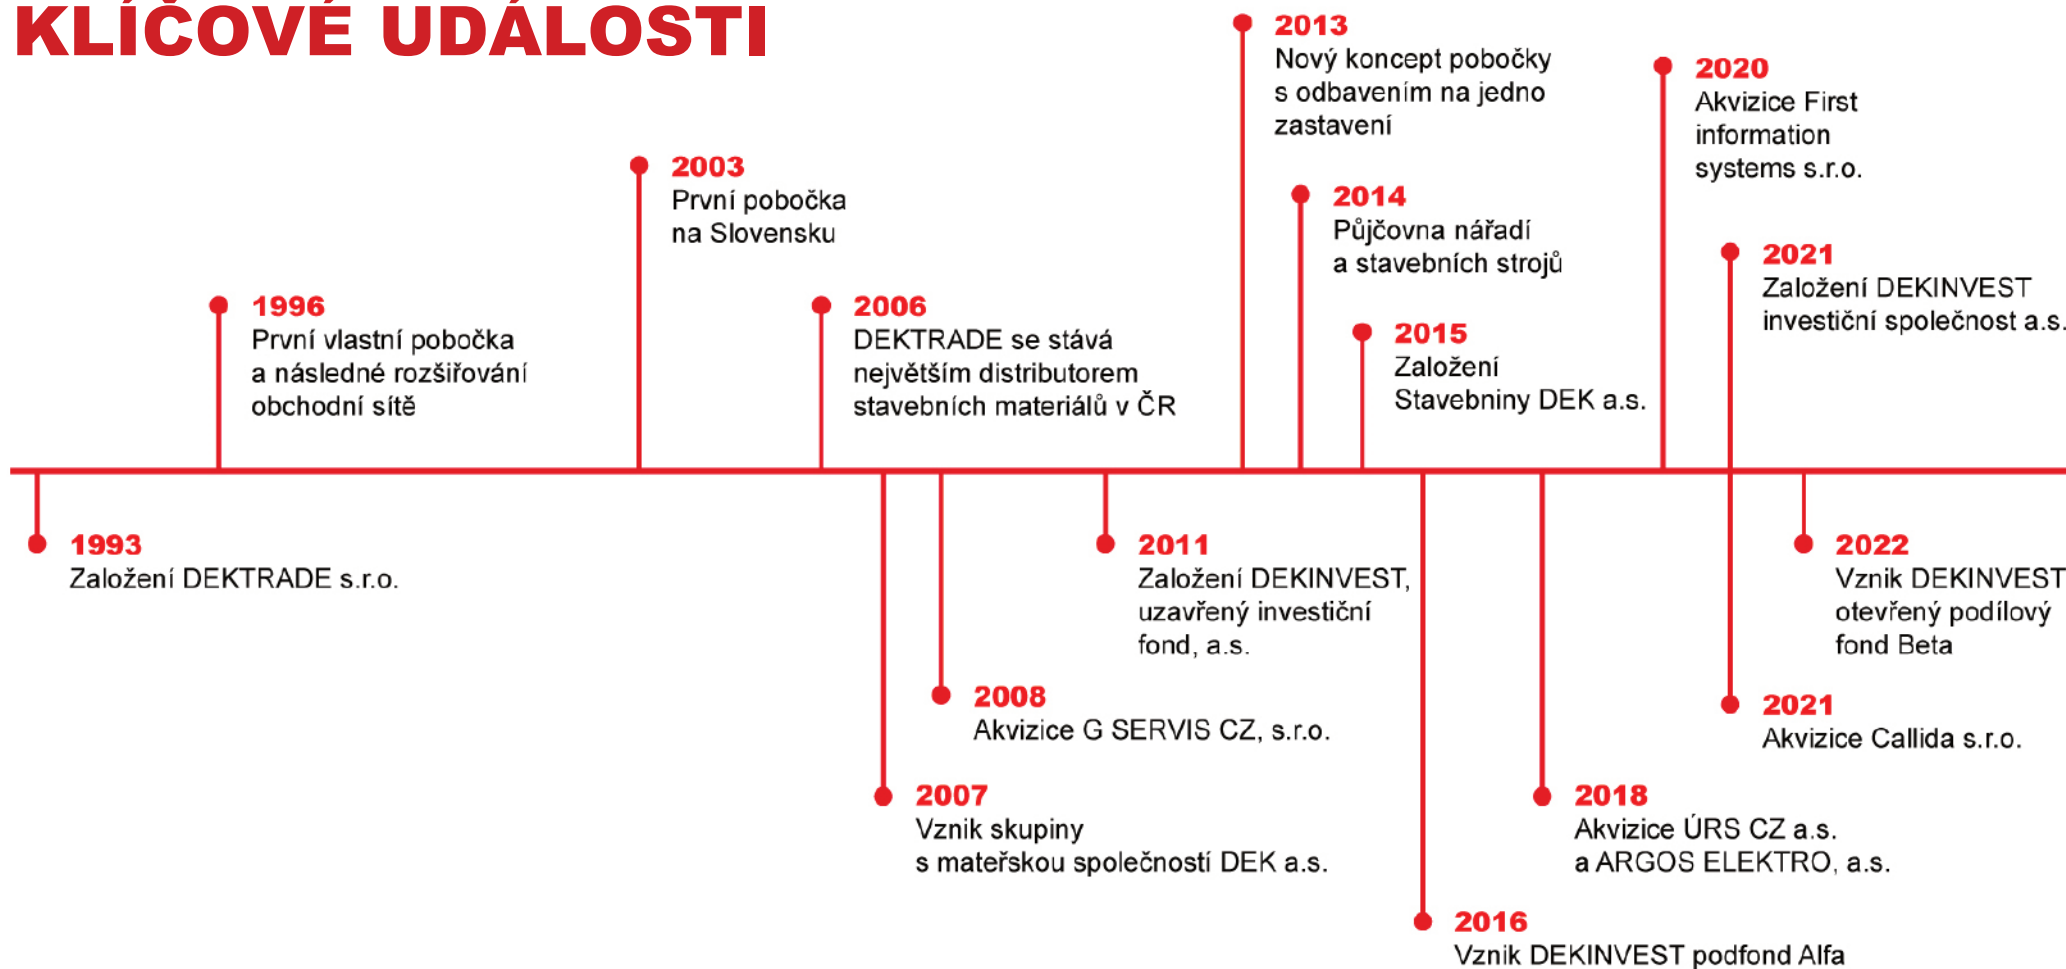 KLÍČOVÉ UDÁLOSTI
2013
Nový koncept pobočky
s odbavením na jedno
zastavení
2020
Akvizice First
information
systems s.r.o.
2003
První pobočka
na Slovensku
2014
Půjčovna nářadí
a stavebních strojů
2021
Založení DEKINVEST
investiční společnost a.s.
1996
První vlastní pobočka
a následné rozšiřování
obchodní sítě
2006
DEKTRADE se stává
největším distributorem
stavebních materiálů v ČR
2015
Založení
Stavebniny DEK a.s.
1993
Založení DEKTRADE s.r.o.
2011
Založení DEKINVEST,
uzavřený investiční
fond, a.s.
2022
Vznik DEKINVEST
otevřený podílový
fond Beta
2008
Akvizice G SERVIS CZ, s.r.o.
2021
Akvizice Callida s.r.o.
2007
Vznik skupiny
s mateřskou společností DEK a.s.
2018
Akvizice ÚRS CZ a.s.
a ARGOS ELEKTRO, a.s.
2016
Vznik DEKINVEST podfond Alfa